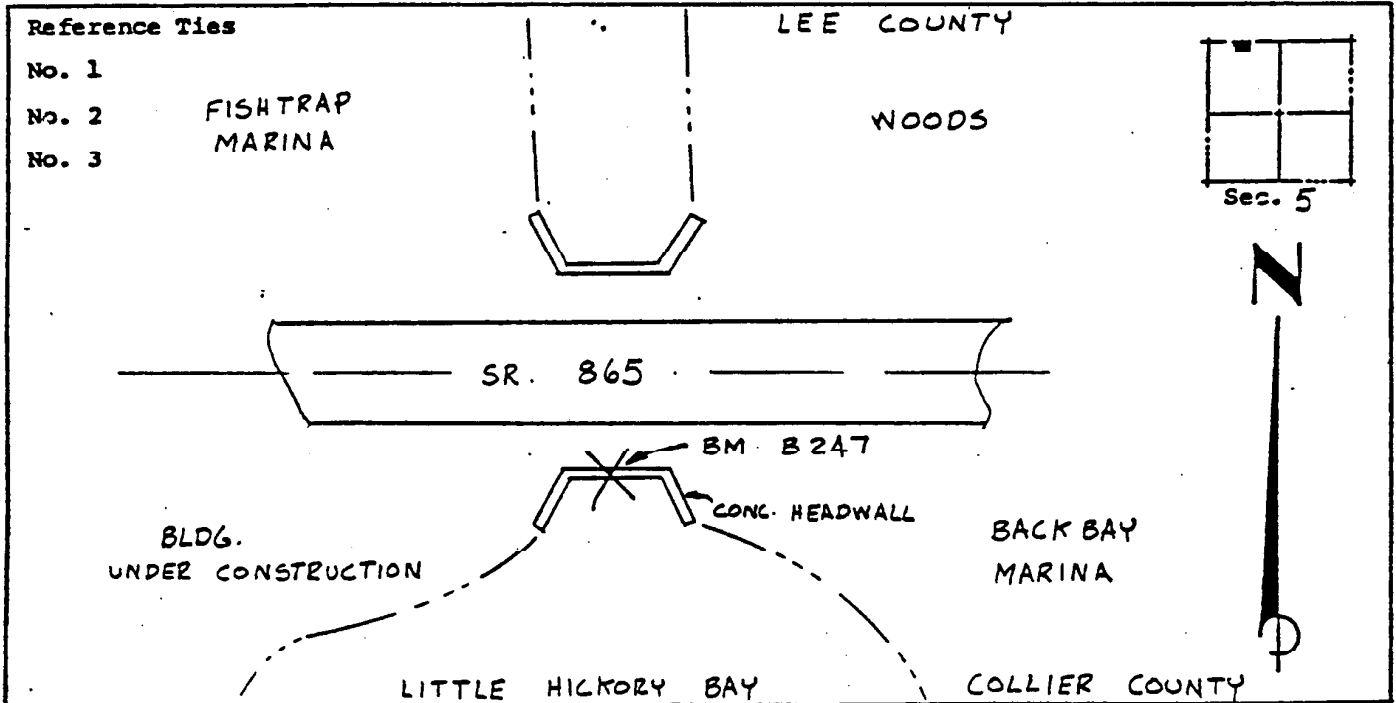 Reference Ties
LEE COUNTY
No. 1
No. 2
No. 3
FISHTRAP
MARINA
WOODS
Sec. 5
N
SR. 865
BM B247
CONC. HEADWALL
BLDG.
UNDER CONSTRUCTION
BACK BAY
MARINA
LITTLE HICKORY BAY
COLLIER COUNTY